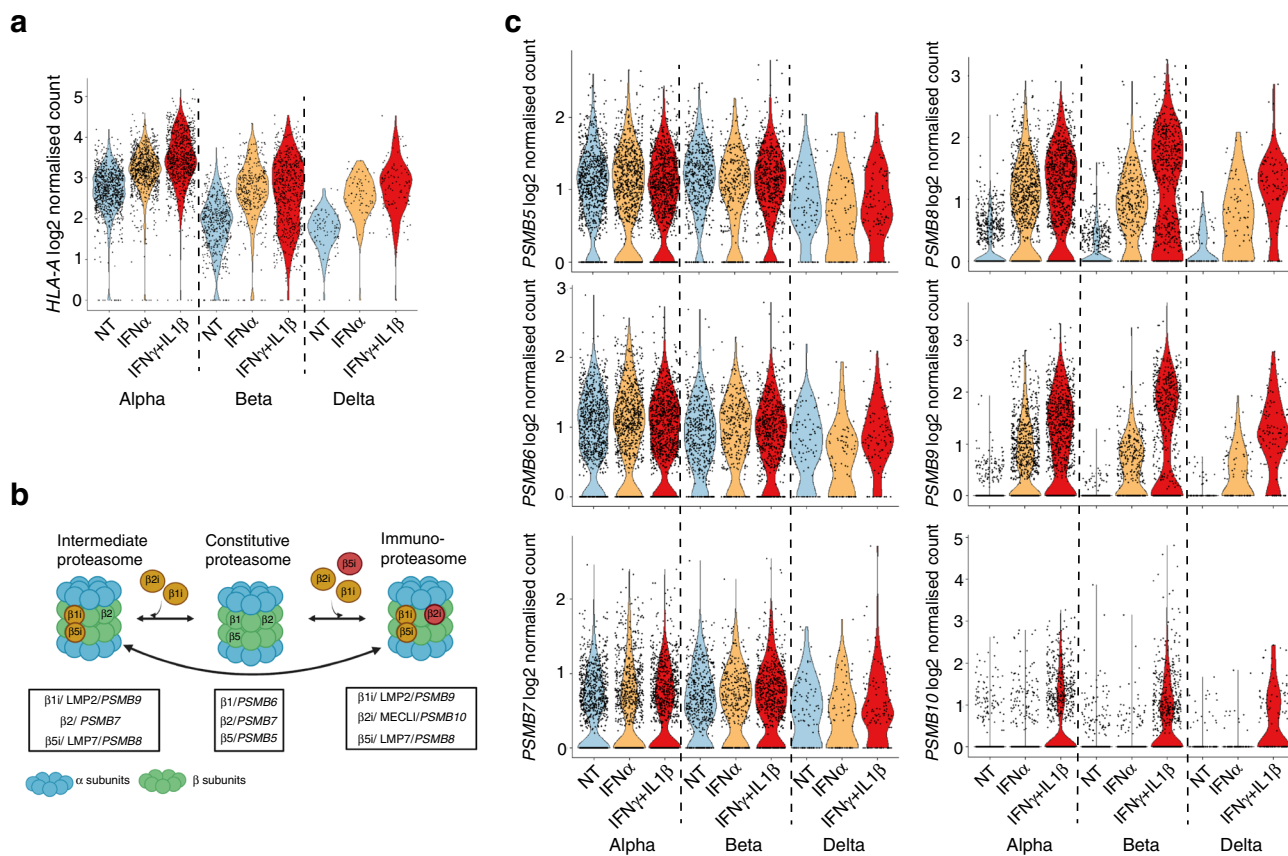 a
HLA-A log2 normalised count
5
4
3
2
1
0
NT
IFNα
IFNγ+IL1β
NT
IFNα
IFNγ+IL1β
NT
IFNα
IFNγ+IL1β
Alpha
Beta
Delta
b
Intermediate proteasome
Constitutive proteasome
Immuno-proteasome
β2i
β1i
β5i
β2i
β1i
β1i
β2
β5i
β1
β2
β5
β1i
β2i
β5i
β1i/ LMP2/PSMB9
β2/ PSMB7
β5i/ LMP7/PSMB8
β1/PSMB6
β2/PSMB7
β5/PSMB5
β1i/ LMP2/PSMB9
β2i/ MECLI/PSMB10
β5i/ LMP7/PSMB8
α subunits
β subunits
c
PSMB5 log2 normalised count
2
1
0
PSMB8 log2 normalised count
3
2
1
0
PSMB6 log2 normalised count
3
2
1
0
PSMB9 log2 normalised count
3
2
1
0
PSMB7 log2 normalised count
3
2
1
0
PSMB10 log2 normalised count
5
4
3
2
1
0
NT
IFNα
IFNγ+IL1β
NT
IFNα
IFNγ+IL1β
NT
IFNα
IFNγ+IL1β
Alpha
Beta
Delta
NT
IFNα
IFNγ+IL1β
NT
IFNα
IFNγ+IL1β
NT
IFNα
IFNγ+IL1β
Alpha
Beta
Delta